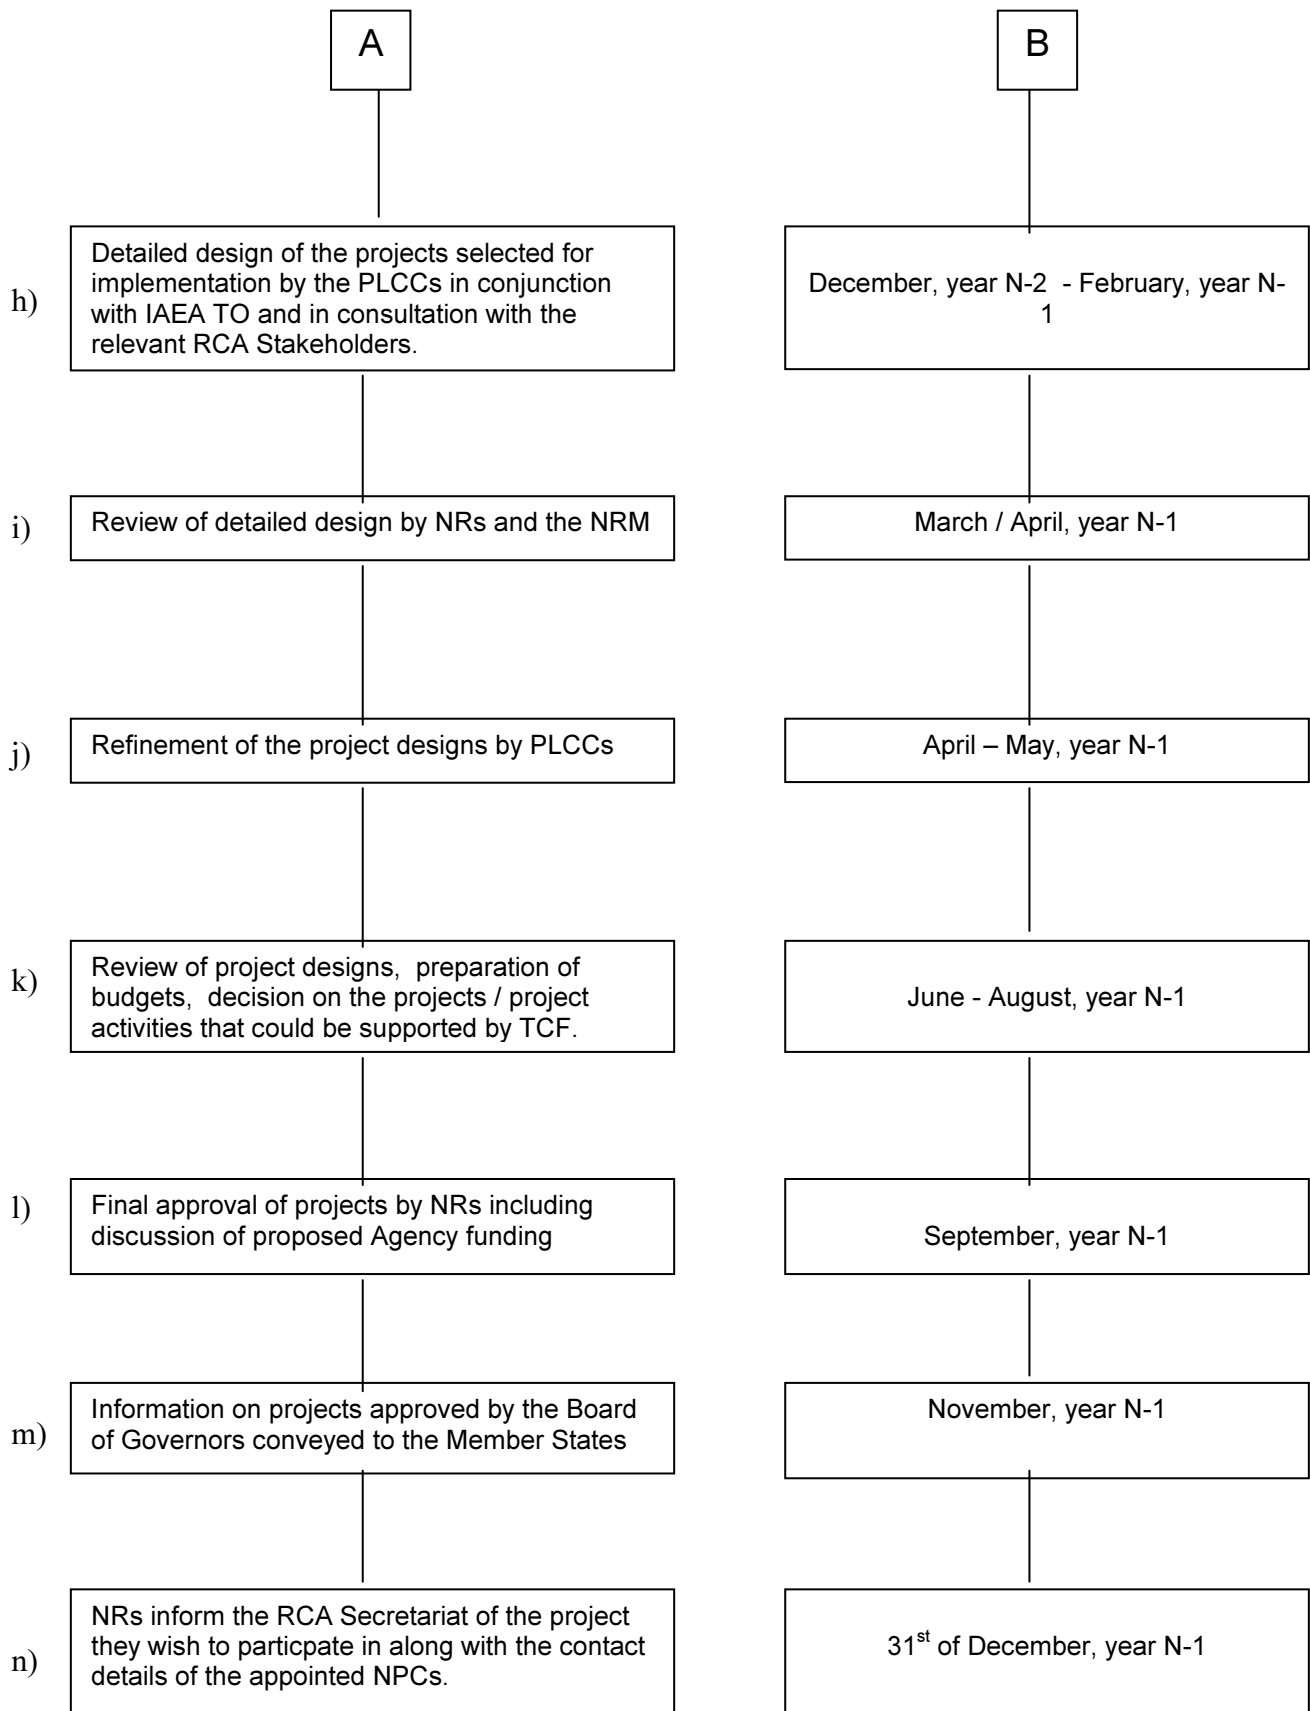 A
B
h)
Detailed design of the projects selected for
implementation by the PLCCs in conjunction
with IAEA TO and in consultation with the
relevant RCA Stakeholders.
December, year N-2 - February, year N-
1
i)
Review of detailed design by NRs and the NRM
March / April, year N-1
j)
Refinement of the project designs by PLCCs
April – May, year N-1
k)
Review of project designs, preparation of
budgets, decision on the projects / project
activities that could be supported by TCF.
June - August, year N-1
l)
Final approval of projects by NRs including
discussion of proposed Agency funding
September, year N-1
m)
Information on projects approved by the Board
of Governors conveyed to the Member States
November, year N-1
n)
NRs inform the RCA Secretariat of the project
they wish to particpate in along with the contact
details of the appointed NPCs.
31st of December, year N-1